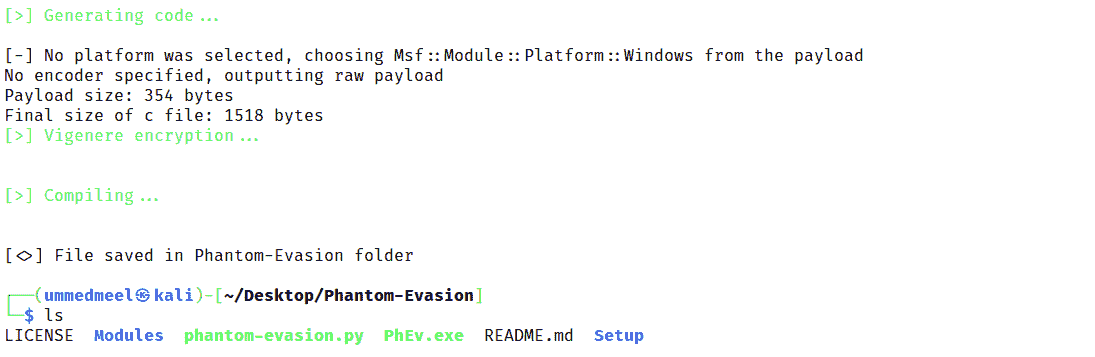 [>] Generating code...
[-] No platform was selected, choosing Msf::Module::Platform::Windows from the payload
No encoder specified, outputting raw payload
Payload size: 354 bytes
Final size of c file: 1518 bytes
[>] Vigenere encryption...
[>] Compiling...
[<>] File saved in Phantom-Evasion folder
┌──(ummedmeel㉿kali)-[~/Desktop/Phantom-Evasion]
└─$ ls
LICENSE  Modules  phantom-evasion.py  PhEv.exe  README.md  Setup